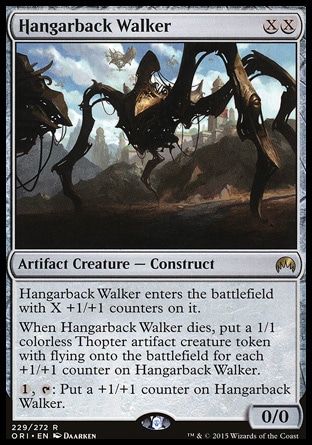 Hangarback Walker XX
Artifact Creature — Construct
Hangarback Walker enters the battlefield
with X +1/+1 counters on it.
When Hangarback Walker dies, put a 1/1
colorless Thopter artifact creature token
with flying onto the battlefield for each
+1/+1 counter on Hangarback Walker.
1, T: Put a +1/+1 counter on Hangarback
Walker.
0/0
229/272 R
ORI • EN Daarken ™ & © 2015 Wizards of the Coast